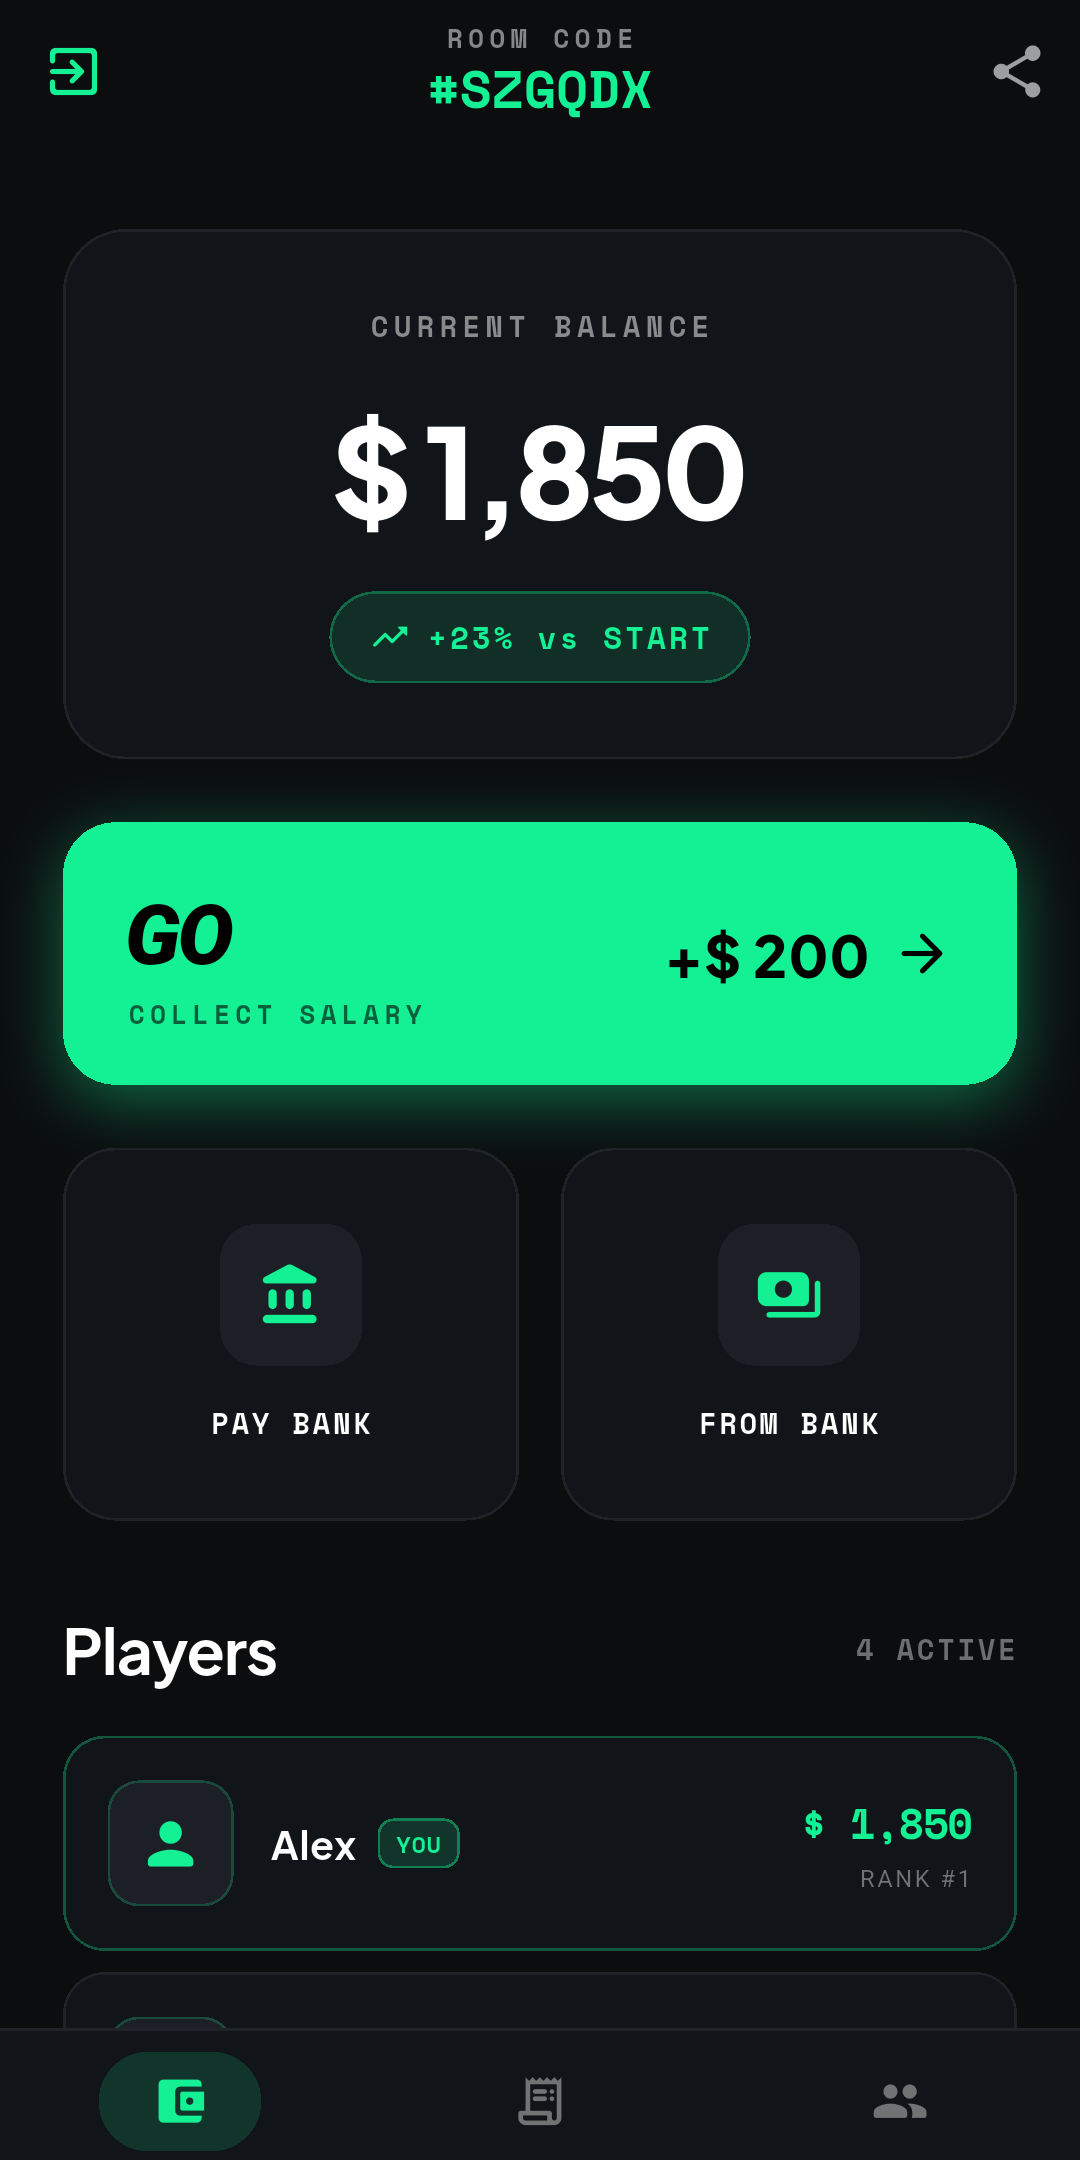 ROOM CODE
#SZGQDX
CURRENT BALANCE
$1,850
+23% vs START
GO
+$200
COLLECT SALARY
PAY BANK
FROM BANK
Players
4 ACTIVE
Alex
YOU
$ 1,850
RANK #1